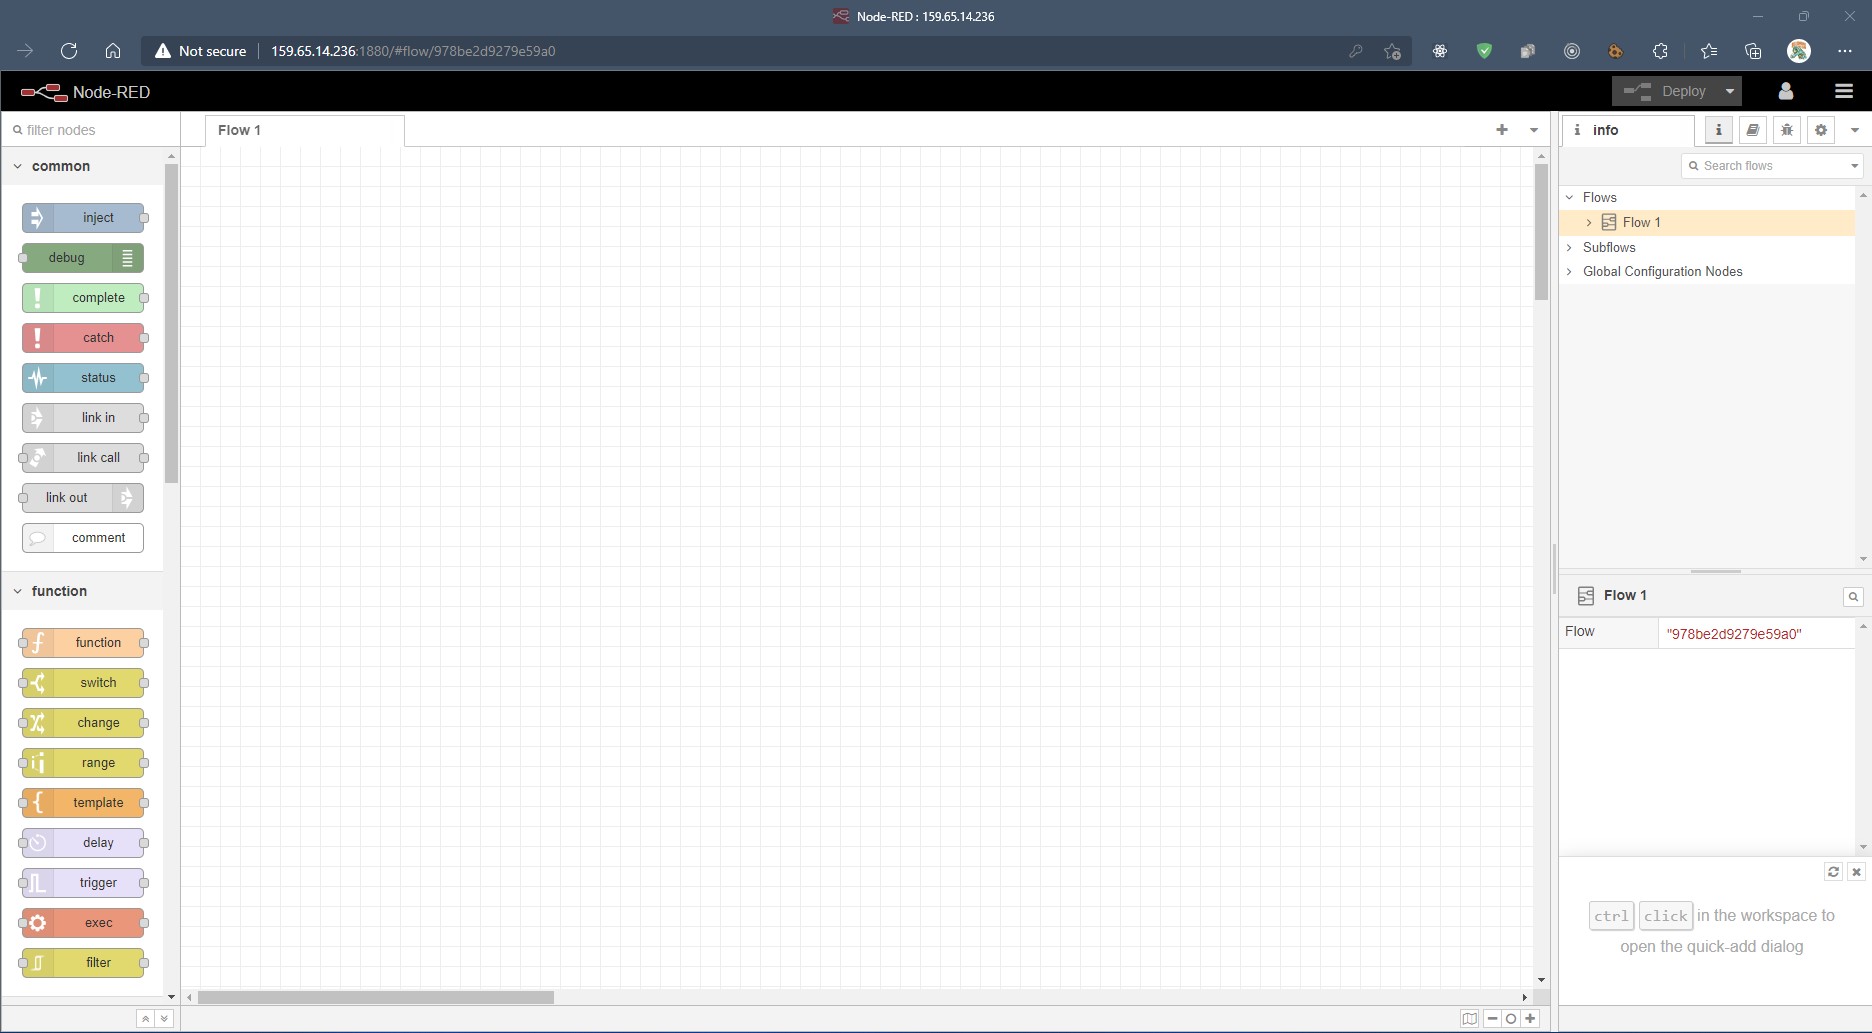 Node-RED : 159.65.14.236
Not secure
159.65.14.236:1880/#flow/978be2d9279e59a0
Node-RED
Deploy
filter nodes
Flow 1
info
common
Search flows
inject
debug
complete
catch
status
link in
link call
link out
comment
function
function
switch
change
range
template
delay
trigger
exec
filter
Flows
Flow 1
Subflows
Global Configuration Nodes
Flow 1
Flow "978be2d9279e59a0"
ctrl click in the workspace to
open the quick-add dialog